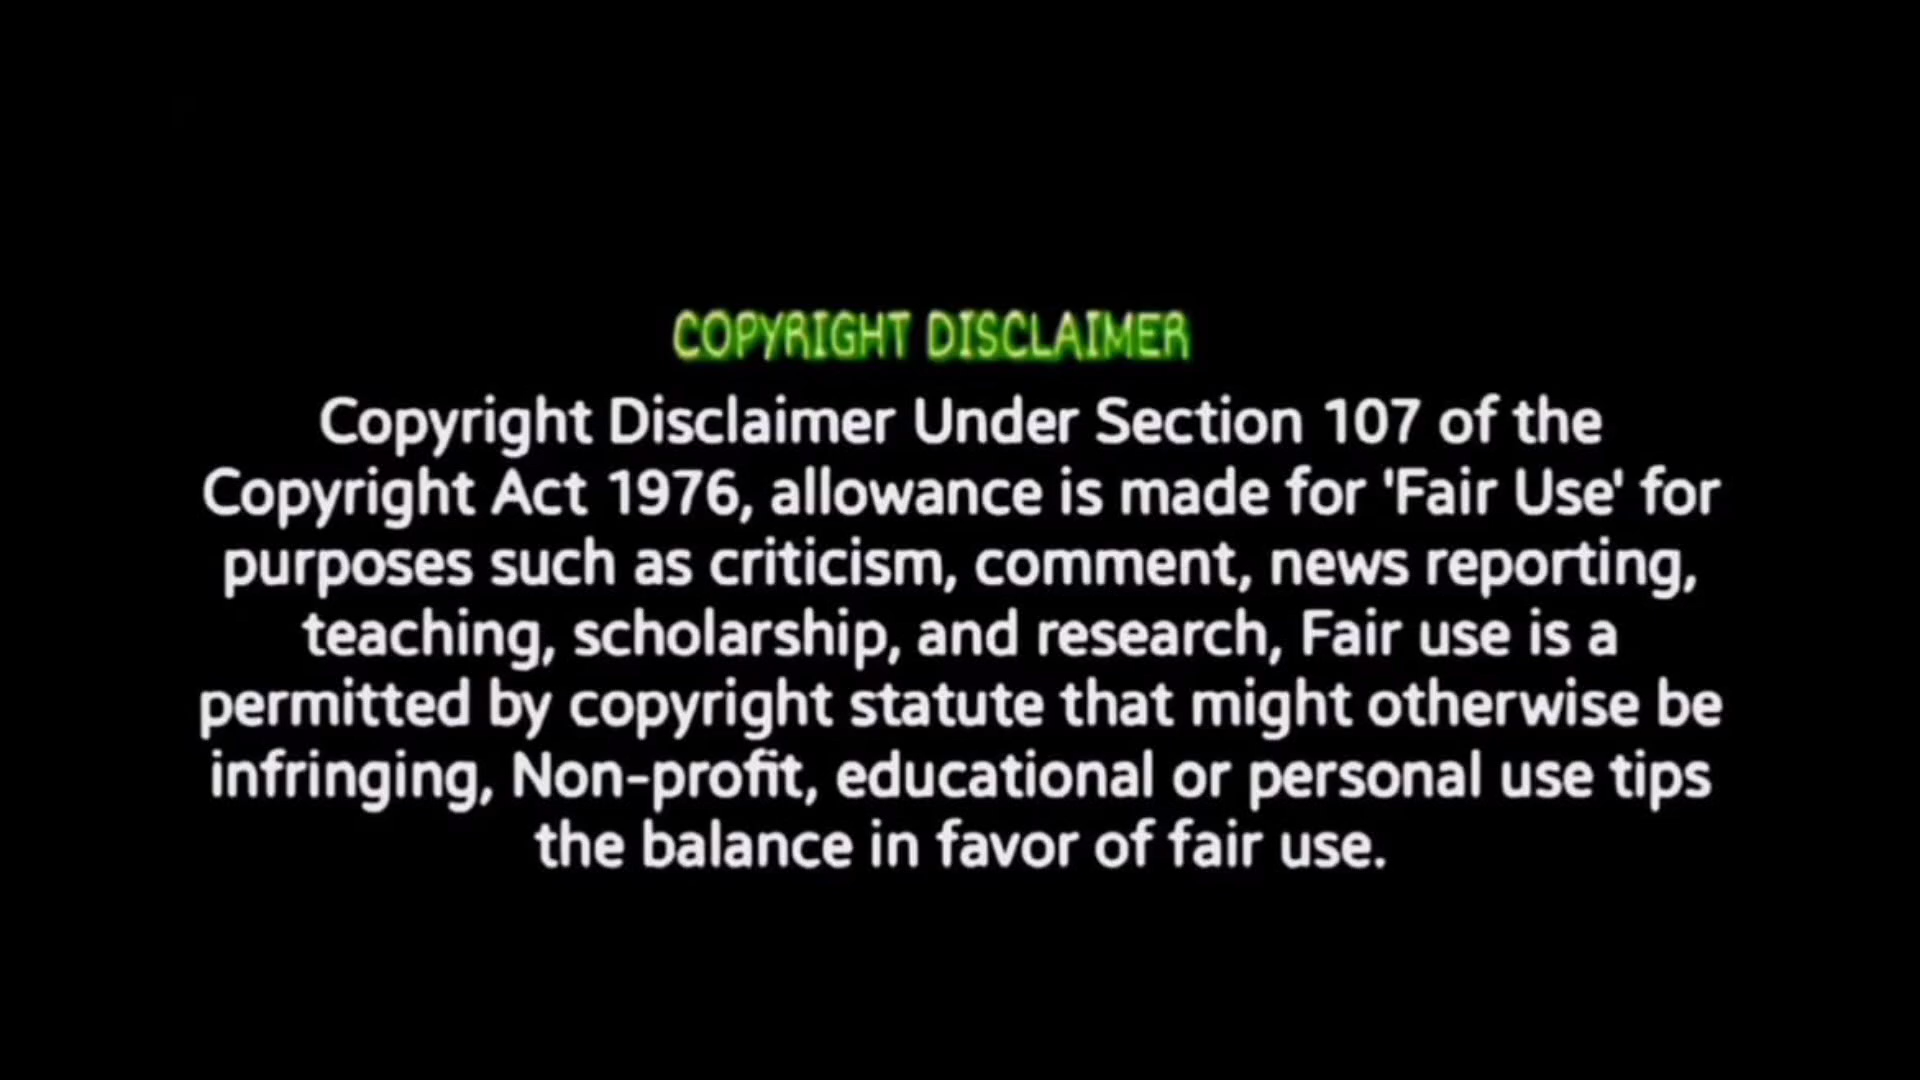 COPYRIGHT DISCLAIMER
Copyright Disclaimer Under Section 107 of the
Copyright Act 1976, allowance is made for 'Fair Use' for
purposes such as criticism, comment, news reporting,
teaching, scholarship, and research, Fair use is a
permitted by copyright statute that might otherwise be
infringing, Non-profit, educational or personal use tips
the balance in favor of fair use.